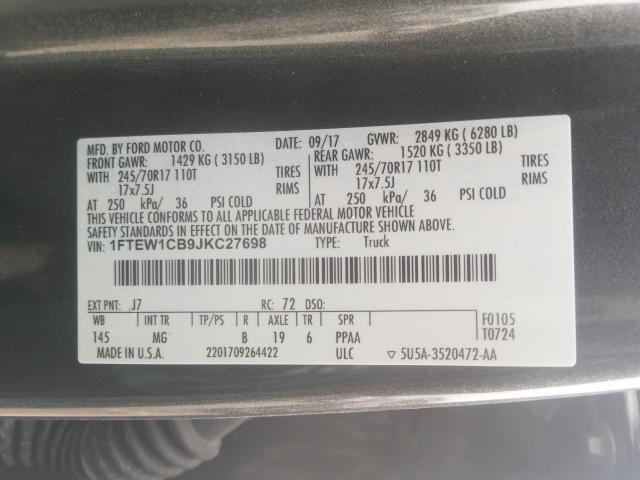 MFD. BY FORD MOTOR CO. DATE: 09/17 GVWR: 2849 KG ( 6280 LB)
FRONT GAWR: 1429 KG ( 3150 LB) REAR GAWR: 1520 KG ( 3350 LB)
WITH 245/70R17 110T TIRES WITH 245/70R17 110T TIRES
17x7.5J RIMS 17x7.5J RIMS
AT 250 kPa/ 36 PSI COLD AT 250 kPa/ 36 PSI COLD
THIS VEHICLE CONFORMS TO ALL APPLICABLE FEDERAL MOTOR VEHICLE
SAFETY STANDARDS IN EFFECT ON THE DATE OF MANUFACTURE SHOWN ABOVE.
VIN: 1FTEW1CB9JKC27698 TYPE: Truck
EXT PNT: J7 RC: 72 DSO:
WB INT TR TP/PS R AXLE TR SPR F0105
145 MG B 19 6 PPAA T0724
MADE IN U.S.A. 2201709264422 ULC ▽ 5U5A-3520472-AA